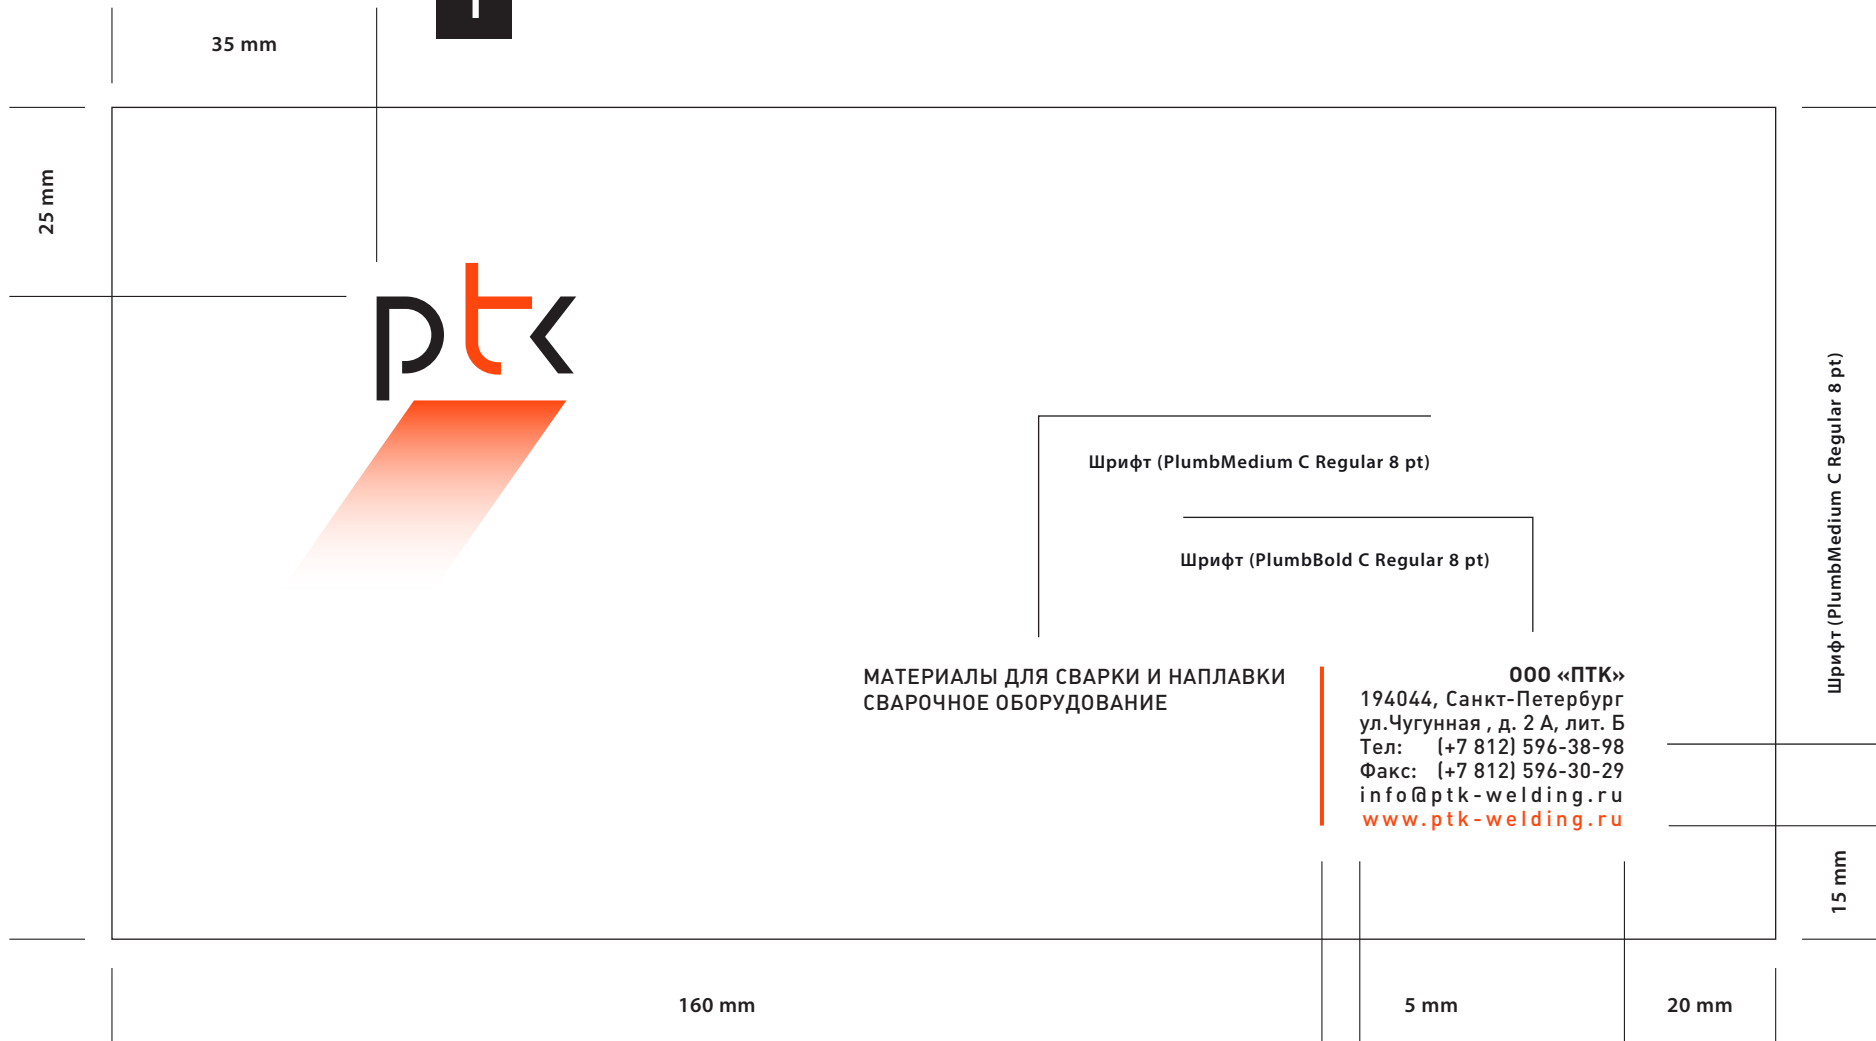 35 mm
25 mm
ptk
Шрифт (PlumbMedium C Regular 8 pt)
Шрифт (PlumbBold C Regular 8 pt)
Шрифт (PlumbMedium C Regular 8 pt)
МАТЕРИАЛЫ ДЛЯ СВАРКИ И НАПЛАВКИ
СВАРОЧНОЕ ОБОРУДОВАНИЕ
ООО «ПТК»
194044, Санкт-Петербург
ул.Чугунная , д. 2 А, лит. Б
Тел: (+7 812) 596-38-98
Факс: (+7 812) 596-30-29
info@ptk-welding.ru
www.ptk-welding.ru
15 mm
160 mm
5 mm
20 mm